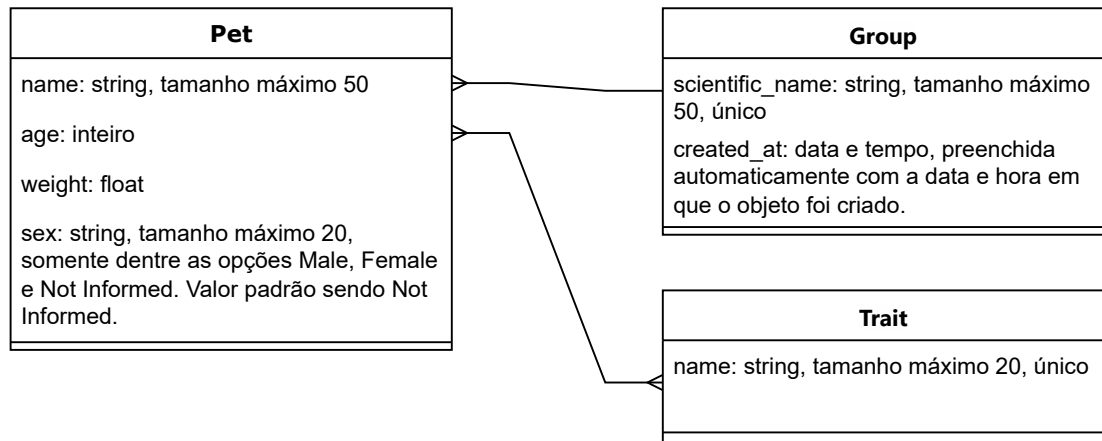 Pet
name: string, tamanho máximo 50
age: inteiro
weight: float
sex: string, tamanho máximo 20,
somente dentre as opções Male, Female
e Not Informed. Valor padrão sendo Not
Informed.
Group
scientific_name: string, tamanho máximo
50, único
created_at: data e tempo, preenchida
automaticamente com a data e hora em
que o objeto foi criado.
Trait
name: string, tamanho máximo 20, único